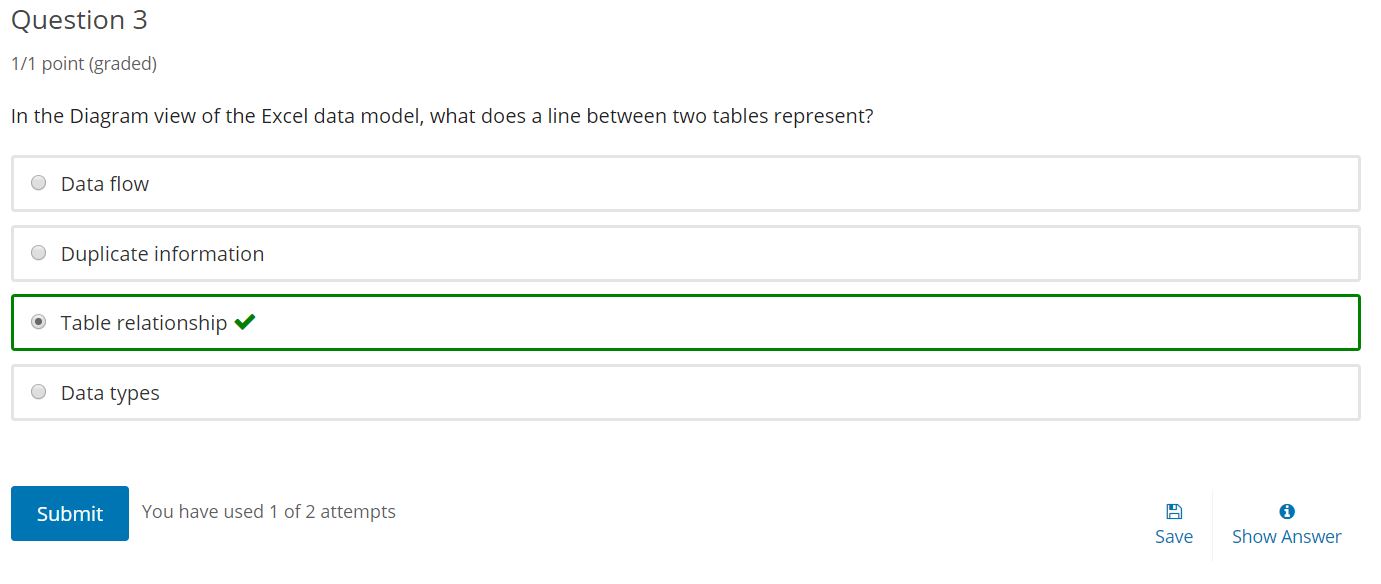 Question 3
1/1 point (graded)
In the Diagram view of the Excel data model, what does a line between two tables represent?
Data flow
Duplicate information
Table relationship
Data types
Submit
You have used 1 of 2 attempts
Save
Show Answer